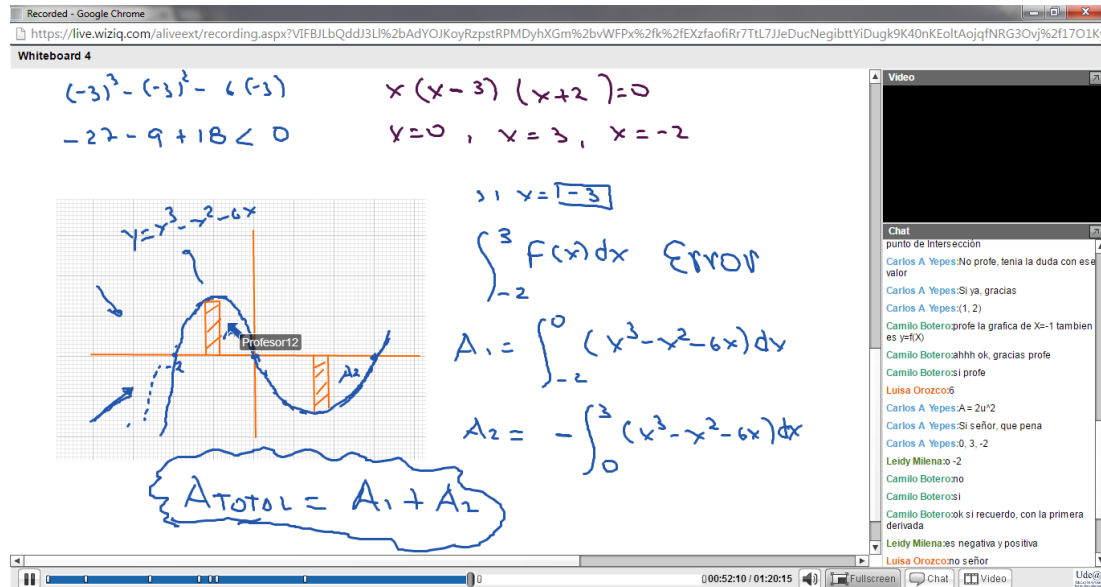 Recorded - Google Chrome
https://live.wiziq.com/aliveext/recording.aspx?VIFBJLbQddJ3Ll%2bAdYOJKoyRzpstRPMDyhXGm%2bvWFPx%2fk%2fEXzfaofiRr7TtL7JJeDucNegibttYiDugk9K40nKEoltAojqfNRG3Ovj%2f17O1K
Whiteboard 4
(-3)³ - (-3)² - 6(-3)
-27 - 9 + 18 < 0
x(x-3)(x+2)=0
x=0, x=3, x=-2
si x = -3
∫₋₂³ F(x)dx Error
y=x³-x²-6x
Profesor12
-2
A2
A₁ = ∫₋₂⁰ (x³-x²-6x)dx
A₂ = -∫₀³ (x³-x²-6x)dx
ATOTAL = A₁ + A₂
Video
Chat
punto de Intersección
Carlos A Yepes:No profe, tenia la duda con ese
valor
Carlos A Yepes:Si ya, gracias
Carlos A Yepes:(1, 2)
Camilo Botero:profe la grafica de X=-1 tambien
es y=f(X)
Camilo Botero:ahhh ok, gracias profe
Camilo Botero:si profe
Luisa Orozco:6
Carlos A Yepes:A= 2u^2
Carlos A Yepes:Si señor, que pena
Carlos A Yepes:0, 3, -2
Leidy Milena:o -2
Camilo Botero:no
Camilo Botero:si
Camilo Botero:ok si recuerdo, con la primera
derivada
Leidy Milena:es negativa y positiva
Luisa Orozco:no señor
00:52:10 / 01:20:15
Fullscreen
Chat
Video
Ude@